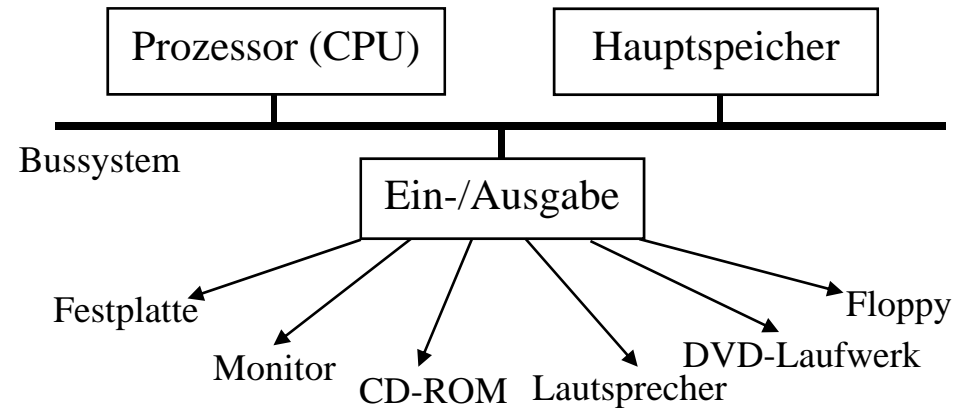 Prozessor (CPU)
Hauptspeicher
Bussystem
Ein-/Ausgabe
Festplatte
Monitor
CD-ROM
Lautsprecher
DVD-Laufwerk
Floppy